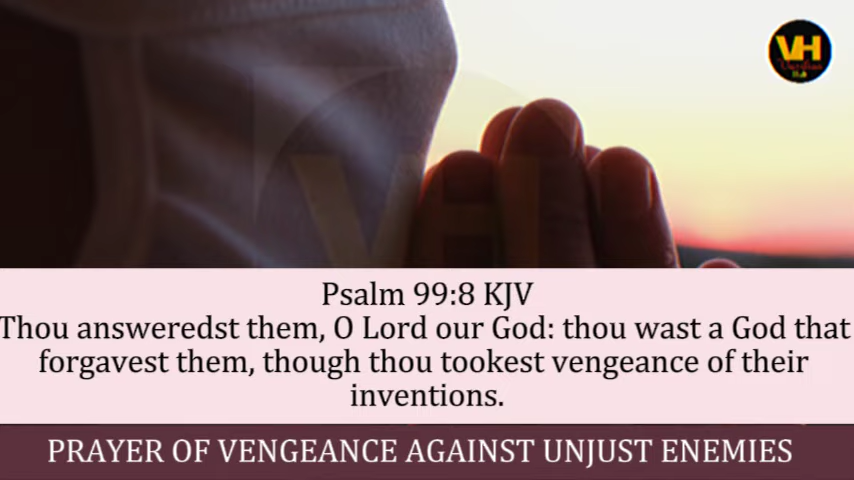 VH
Psalm 99:8 KJV
Thou answeredst them, O Lord our God: thou wast a God that
forgavest them, though thou tookest vengeance of their
inventions.
PRAYER OF VENGEANCE AGAINST UNJUST ENEMIES